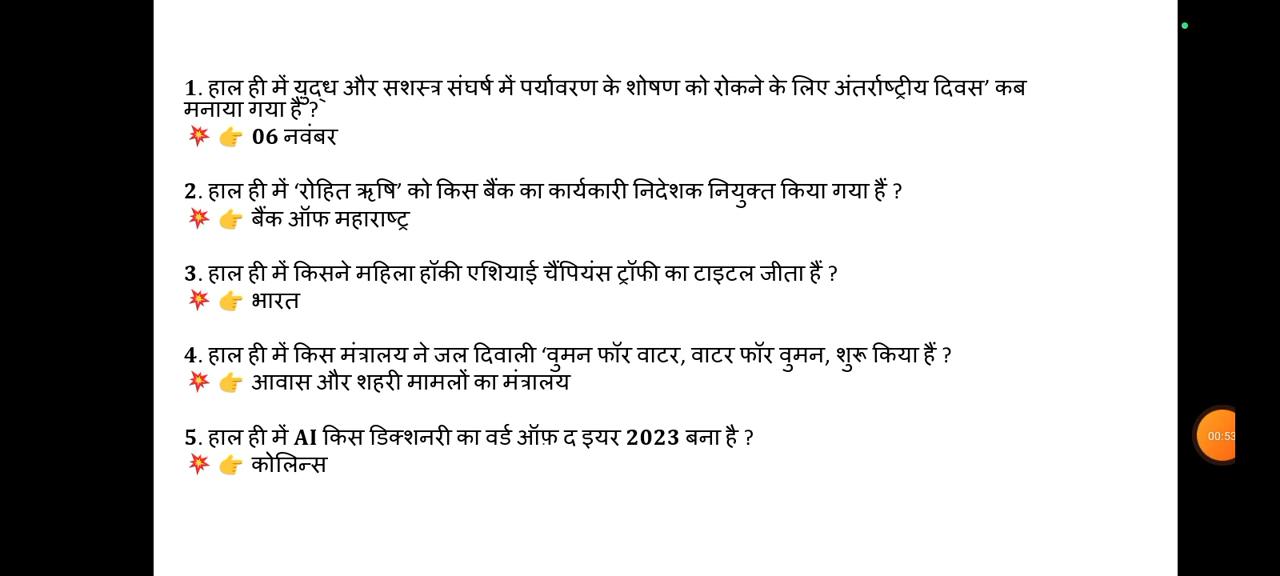 1. हाल ही में युद्ध और सशस्त्र संघर्ष में पर्यावरण के शोषण को रोकने के लिए अंतर्राष्ट्रीय दिवस’ कब
मनाया गया हैं ?
💥 👉 06 नवंबर
2. हाल ही में ‘रोहित ऋषि’ को किस बैंक का कार्यकारी निदेशक नियुक्त किया गया हैं ?
💥 👉 बैंक ऑफ महाराष्ट्र
3. हाल ही में किसने महिला हॉकी एशियाई चैंपियंस ट्रॉफी का टाइटल जीता हैं ?
💥 👉 भारत
4. हाल ही में किस मंत्रालय ने जल दिवाली ‘वुमन फॉर वाटर, वाटर फॉर वुमन, शुरू किया हैं ?
💥 👉 आवास और शहरी मामलों का मंत्रालय
5. हाल ही में AI किस डिक्शनरी का वर्ड ऑफ़ द इयर 2023 बना है ?
💥 👉 कोलिन्स
00:53